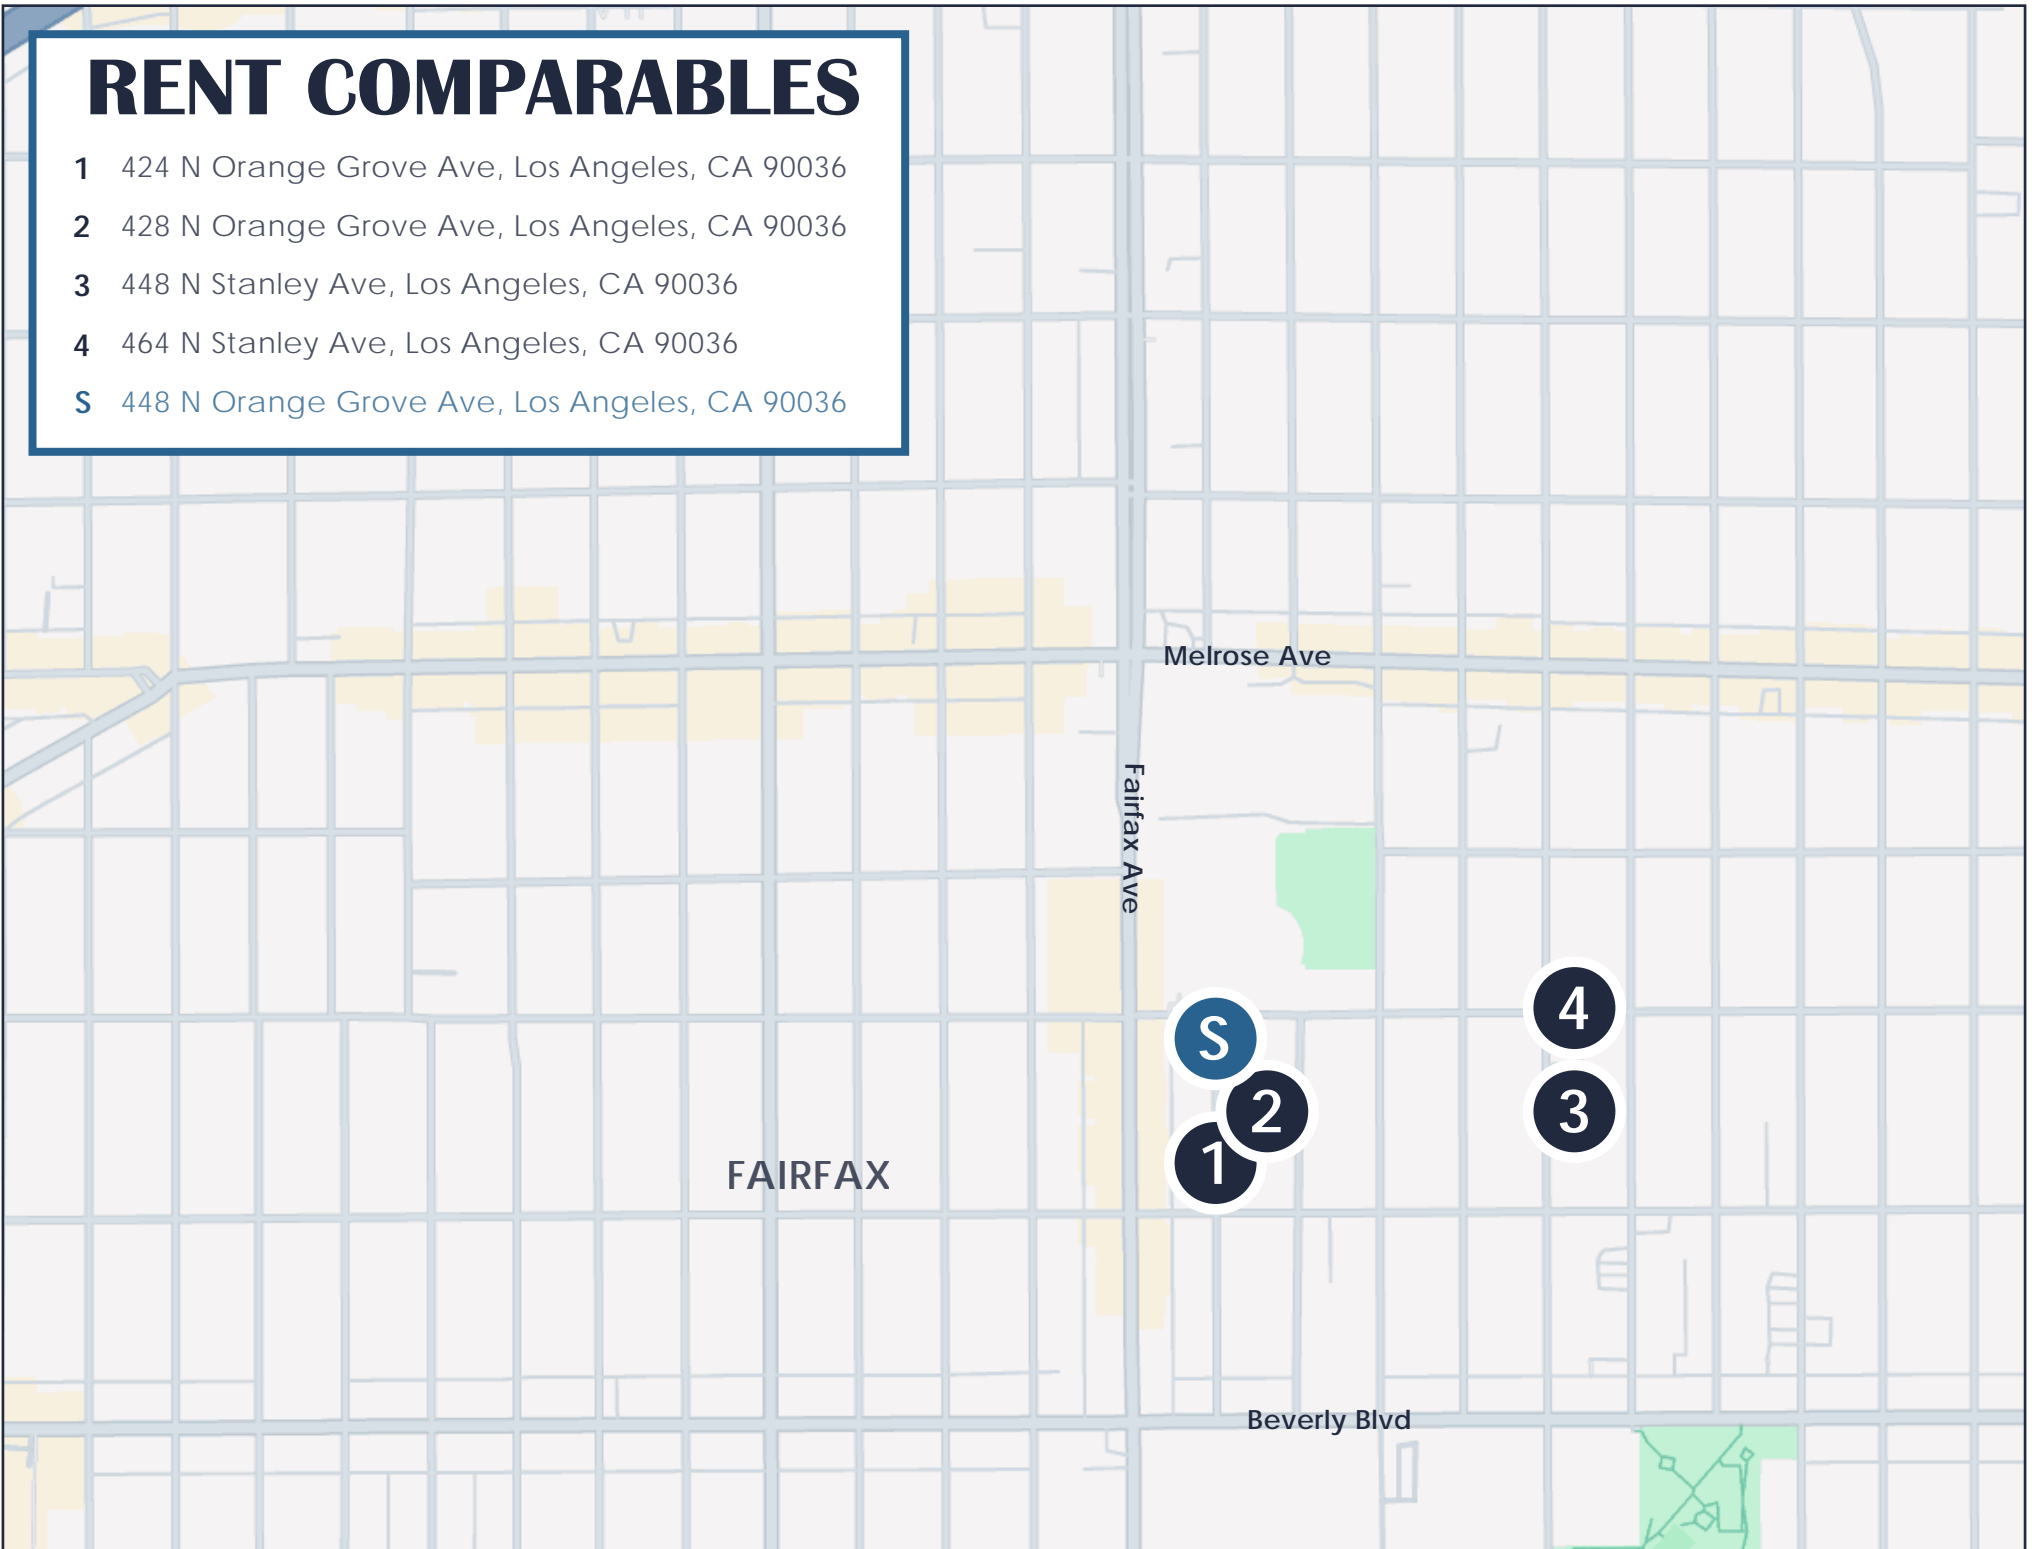 RENT COMPARABLES
1 424 N Orange Grove Ave, Los Angeles, CA 90036
2 428 N Orange Grove Ave, Los Angeles, CA 90036
3 448 N Stanley Ave, Los Angeles, CA 90036
4 464 N Stanley Ave, Los Angeles, CA 90036
S 448 N Orange Grove Ave, Los Angeles, CA 90036
Melrose Ave
Fairfax Ave
4
S
2
3
1
FAIRFAX
Beverly Blvd